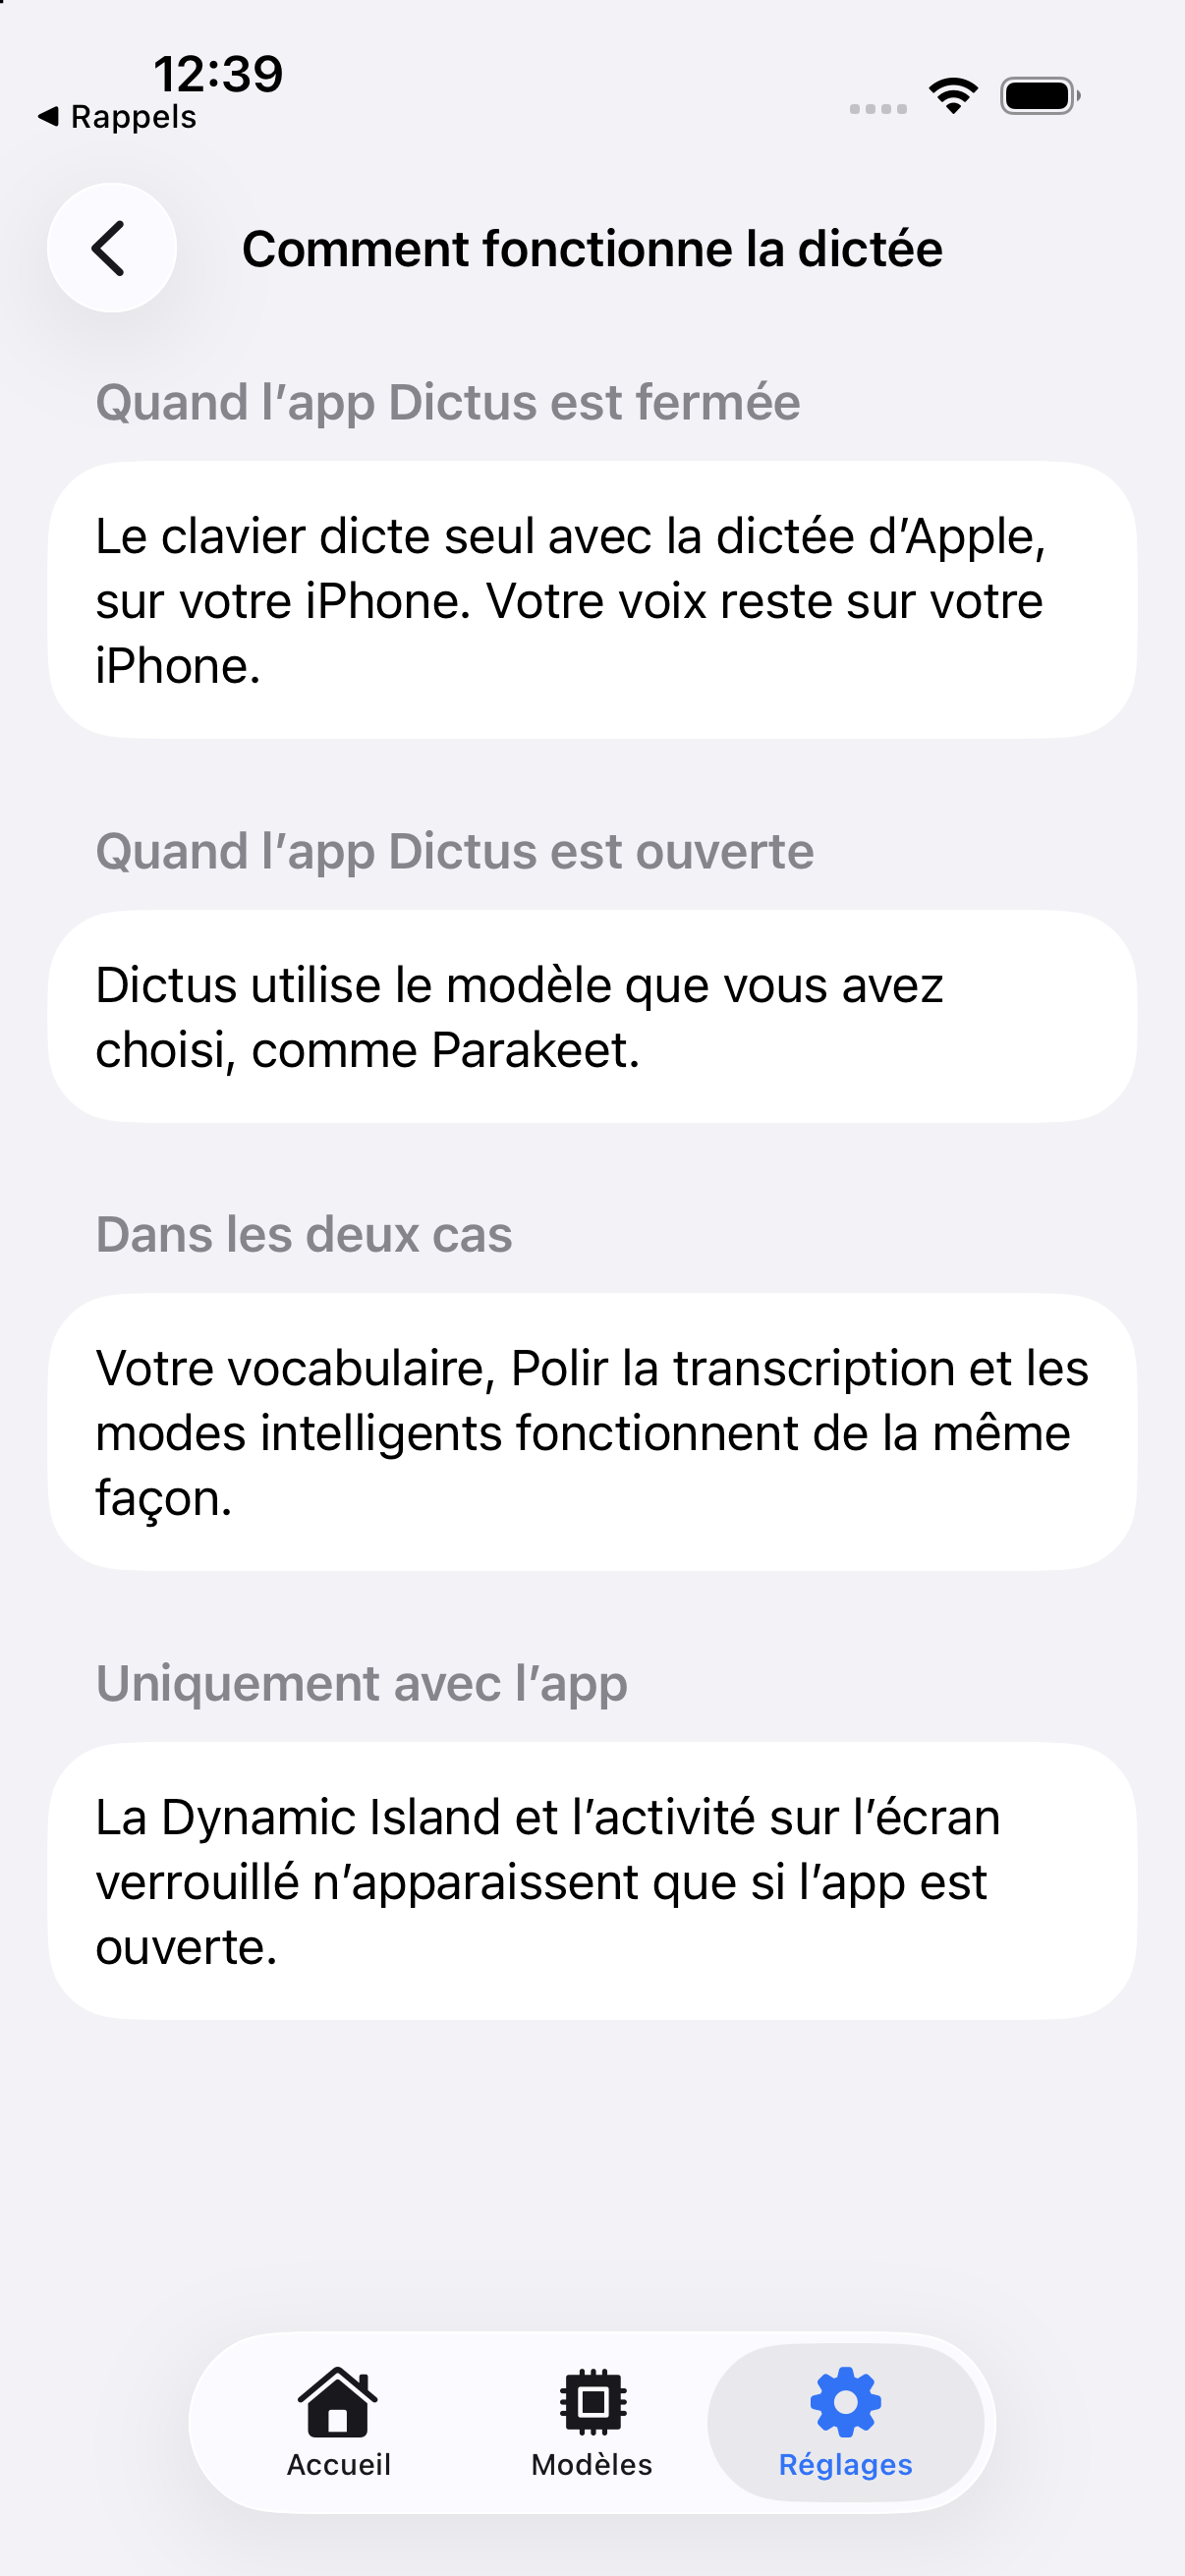 12:39
◀ Rappels
Comment fonctionne la dictée
Quand l’app Dictus est fermée
Le clavier dicte seul avec la dictée d’Apple,
sur votre iPhone. Votre voix reste sur votre
iPhone.
Quand l’app Dictus est ouverte
Dictus utilise le modèle que vous avez
choisi, comme Parakeet.
Dans les deux cas
Votre vocabulaire, Polir la transcription et les
modes intelligents fonctionnent de la même
façon.
Uniquement avec l’app
La Dynamic Island et l’activité sur l’écran
verrouillé n’apparaissent que si l’app est
ouverte.
Accueil
Modèles
Réglages